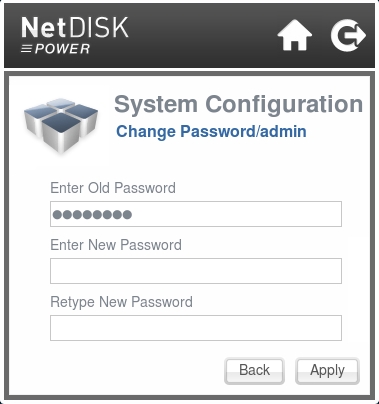 NetDISK
POWER
System Configuration
Change Password/admin
Enter Old Password
●●●●●●●●
Enter New Password
Retype New Password
Back Apply